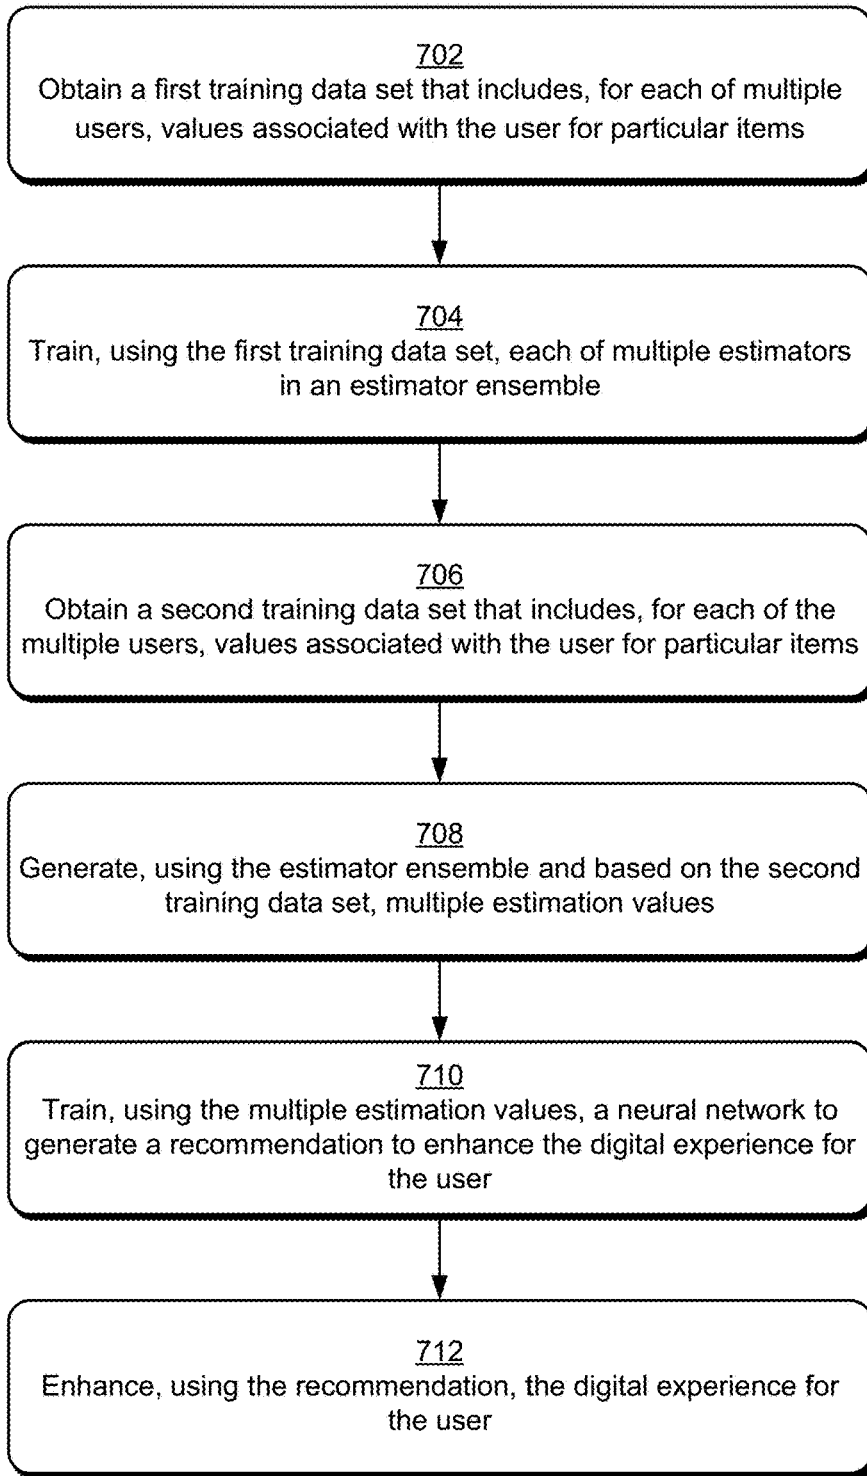 702
Obtain a first training data set that includes, for each of multiple
users, values associated with the user for particular items
704
Train, using the first training data set, each of multiple estimators
in an estimator ensemble
706
Obtain a second training data set that includes, for each of the
multiple users, values associated with the user for particular items
708
Generate, using the estimator ensemble and based on the second
training data set, multiple estimation values
710
Train, using the multiple estimation values, a neural network to
generate a recommendation to enhance the digital experience for
the user
712
Enhance, using the recommendation, the digital experience for
the user